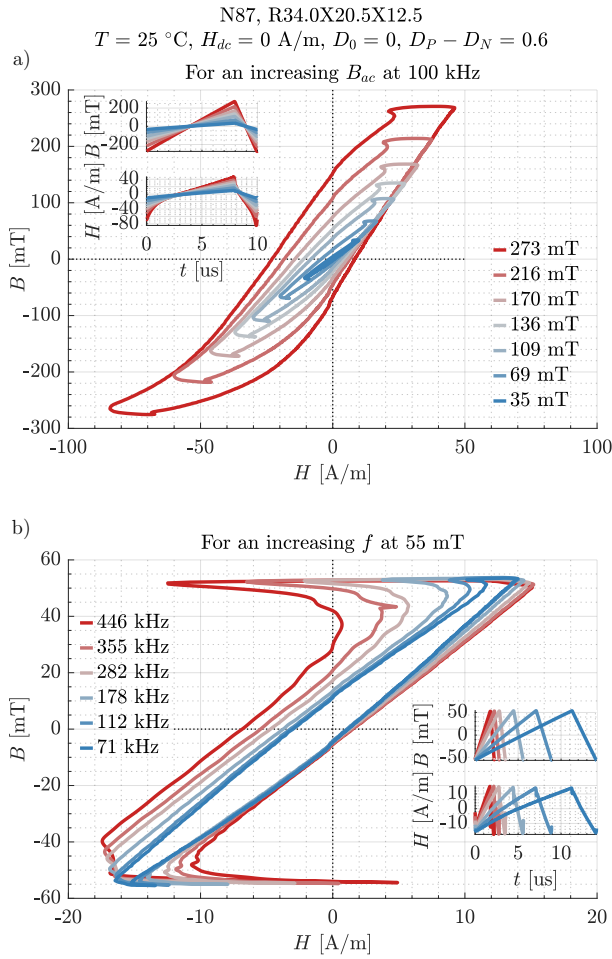 N87, R34.0X20.5X12.5
T = 25 °C, H_dc = 0 A/m, D_0 = 0, D_P − D_N = 0.6
a)
For an increasing B_ac at 100 kHz
300
200
100
0
-100
-200
-300
B [mT]
-100
-50
0
50
100
H [A/m]
200
0
-200
B [mT]
40
0
-40
-80
H [A/m]
0
5
10
t [us]
273 mT
216 mT
170 mT
136 mT
109 mT
69 mT
35 mT
b)
For an increasing f at 55 mT
60
40
20
0
-20
-40
-60
B [mT]
-20
-10
0
10
20
H [A/m]
446 kHz
355 kHz
282 kHz
178 kHz
112 kHz
71 kHz
50
0
-50
B [mT]
10
0
-10
H [A/m]
0
5
10
t [us]